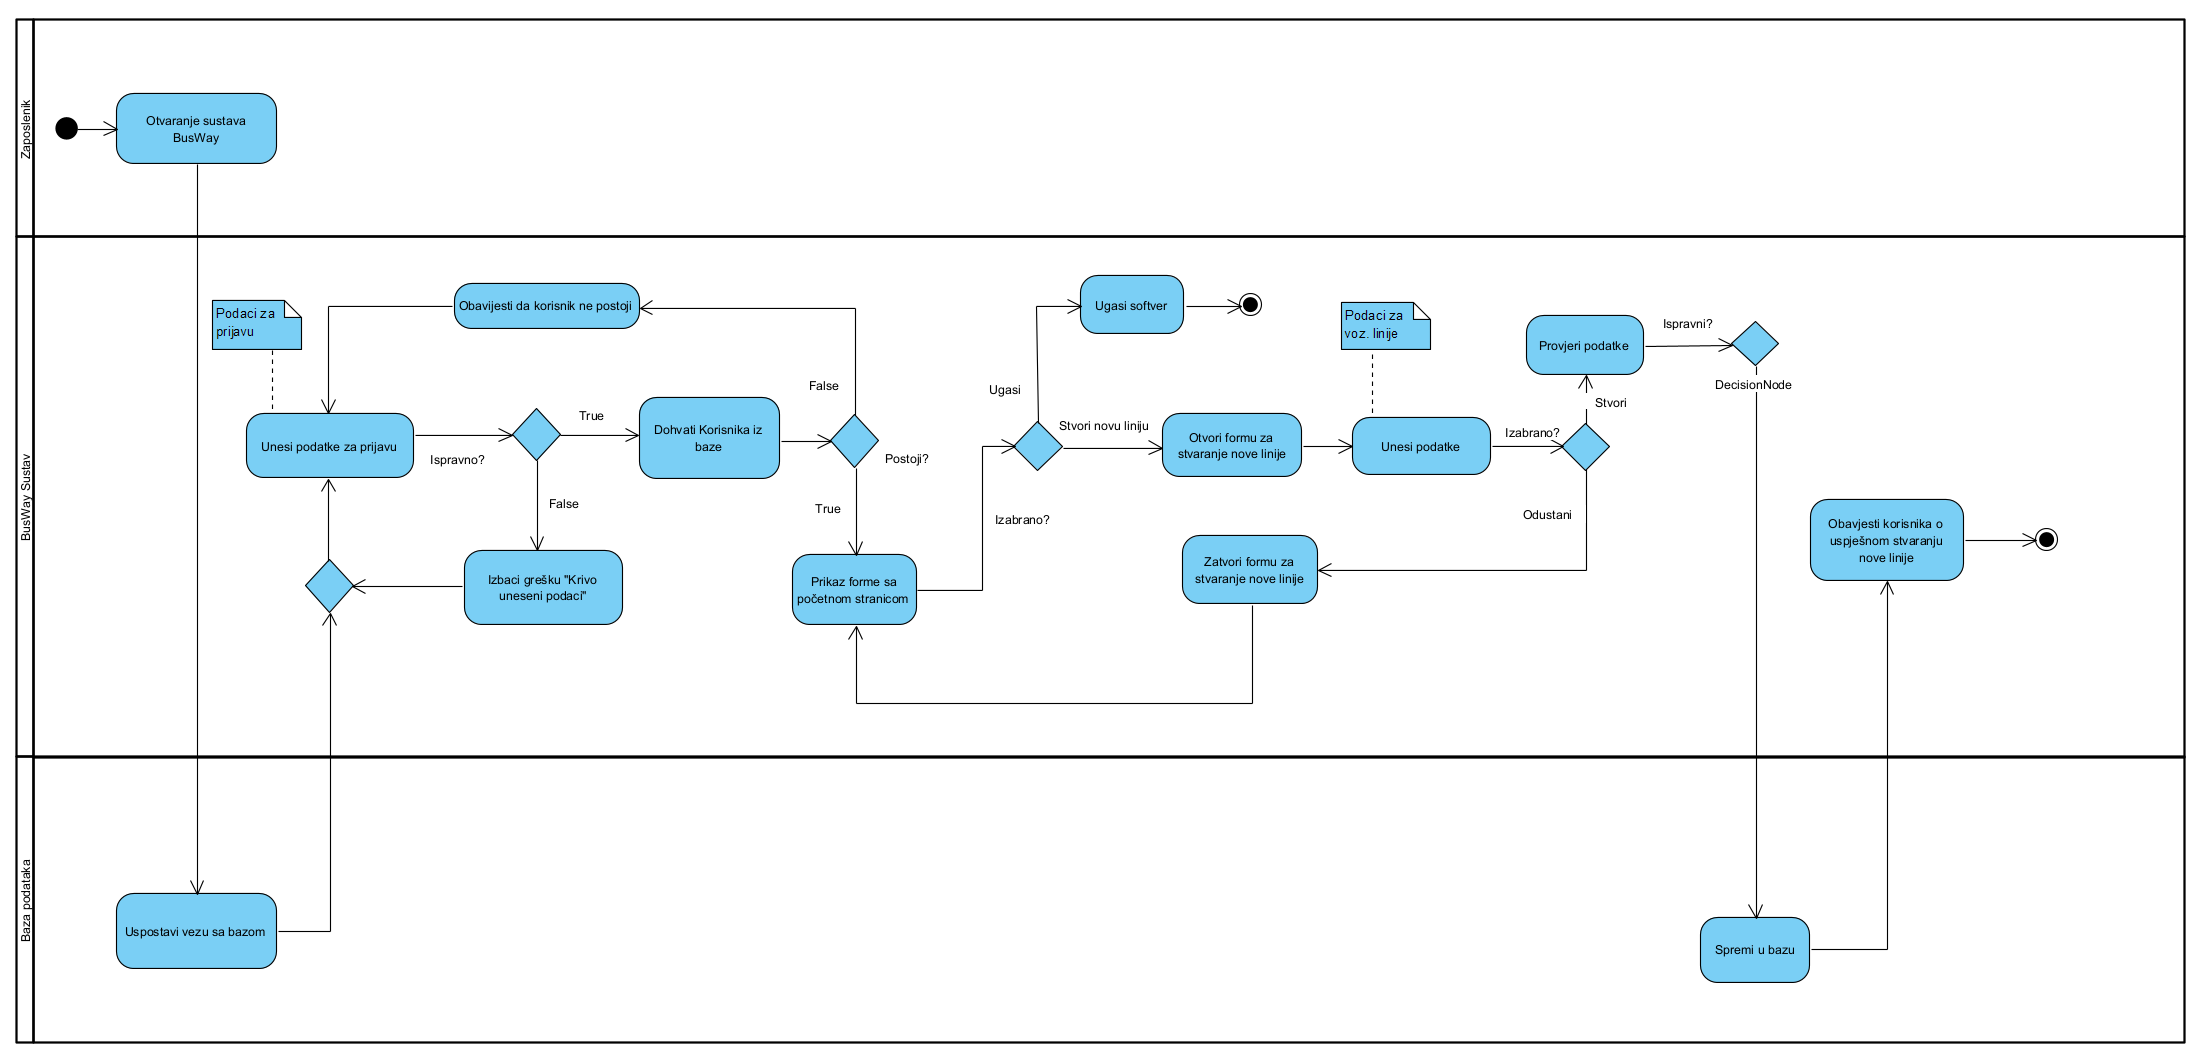 Zaposlenik
Otvaranje sustava
BusWay
BusWay Sustav
Podaci za
prijavu
Obavijesti da korisnik ne postoji
Unesi podatke za prijavu
Ispravno?
True
False
Izbaci grešku "Krivo
uneseni podaci"
Dohvati Korisnika iz
baze
False
Postoji?
True
Prikaz forme sa
početnom stranicom
Izabrano?
Ugasi
Ugasi softver
Stvori novu liniju
Otvori formu za
stvaranje nove linije
Podaci za
voz. linije
Unesi podatke
Izabrano?
Stvori
Odustani
Zatvori formu za
stvaranje nove linije
Provjeri podatke
Ispravni?
DecisionNode
Obavjesti korisnika o
uspješnom stvaranju
nove linije
Baza podataka
Uspostavi vezu sa bazom
Spremi u bazu